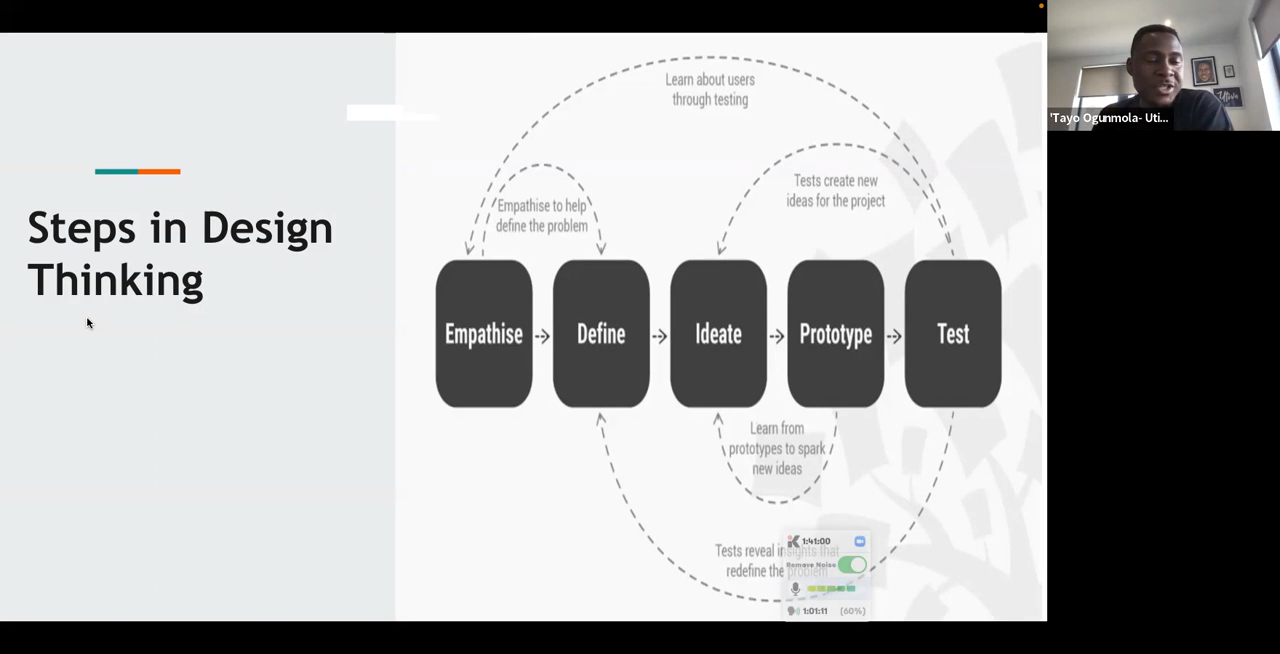 Steps in Design
Thinking
Learn about users
through testing
Empathise to help
define the problem
Tests create new
ideas for the project
Empathise
Define
Ideate
Prototype
Test
Learn from
prototypes to spark
new ideas
Tests reveal insights that
redefine the problem
1:41:00
Remove Noise
1:01:11 (60%)
'Tayo Ogunmola- Uti...